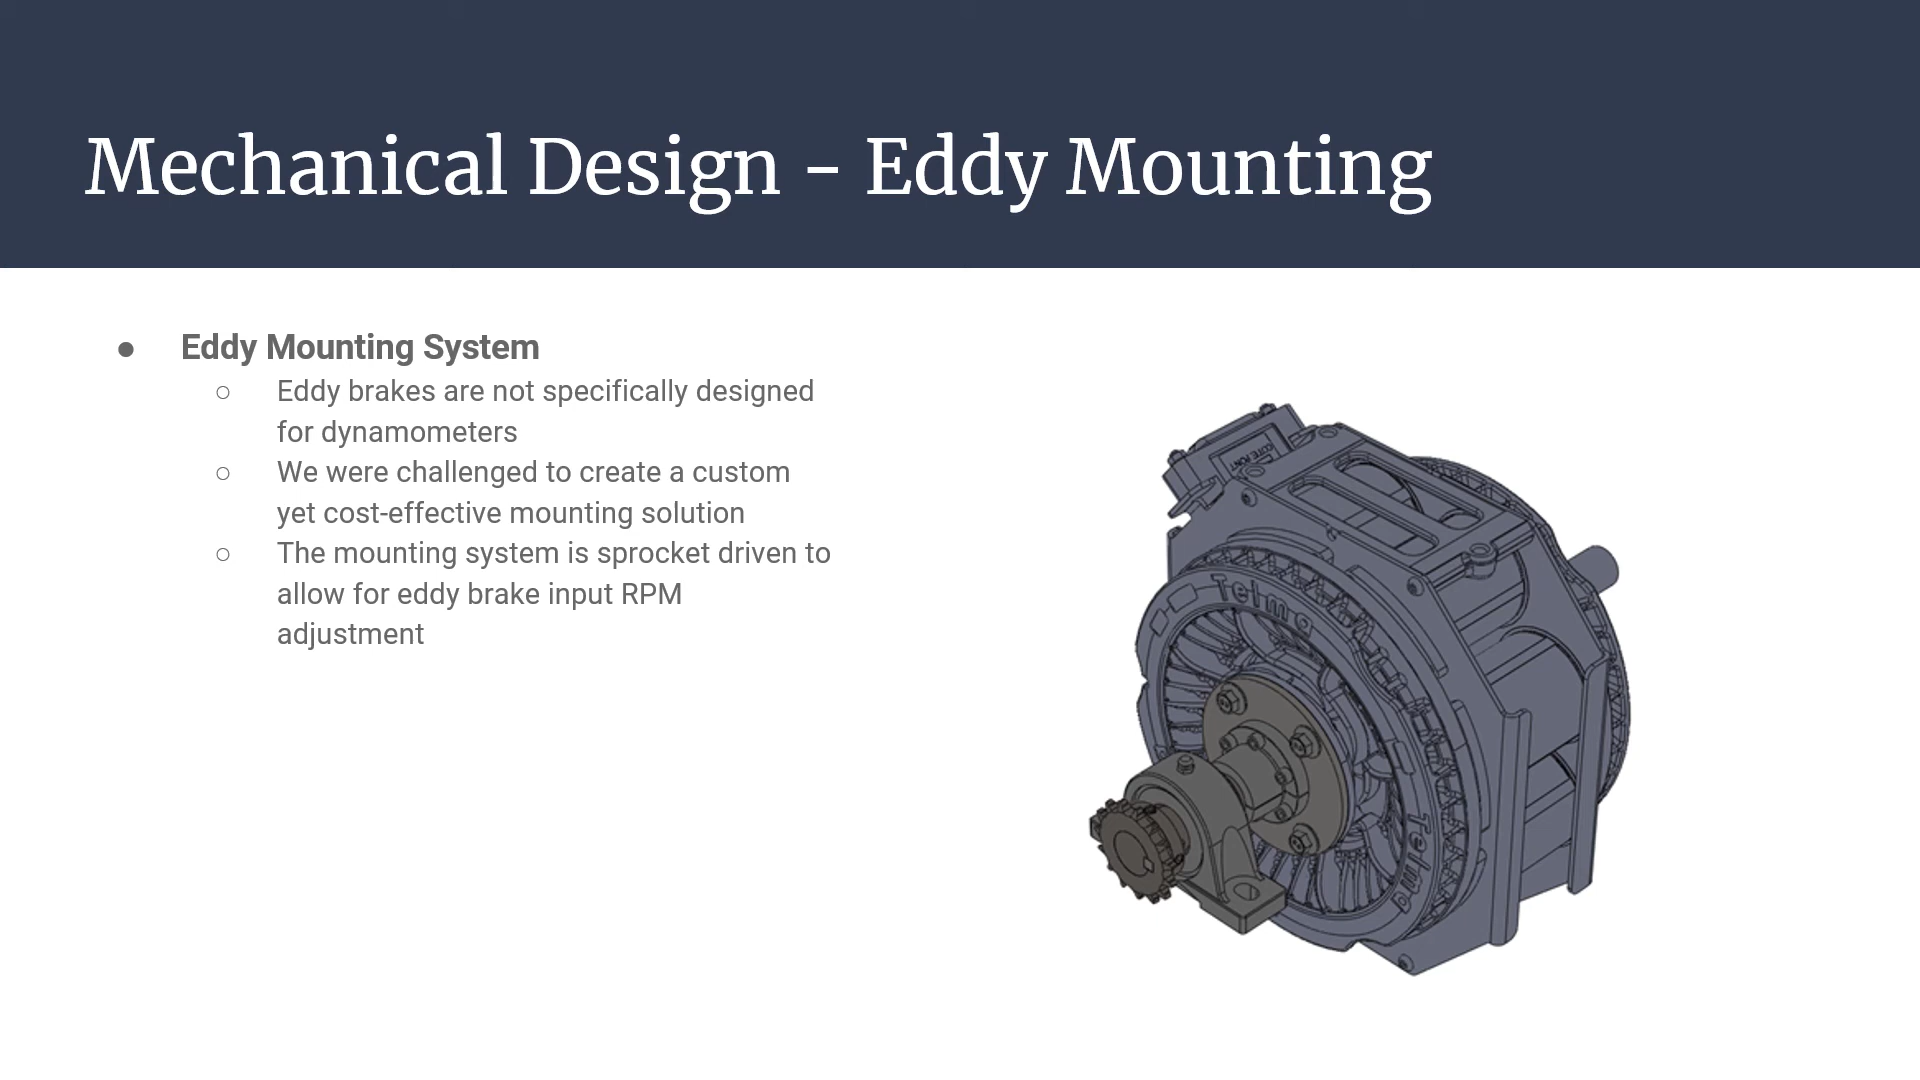 Mechanical Design - Eddy Mounting
● Eddy Mounting System
○ Eddy brakes are not specifically designed
for dynamometers
○ We were challenged to create a custom
yet cost-effective mounting solution
○ The mounting system is sprocket driven to
allow for eddy brake input RPM
adjustment
Telma
Telma